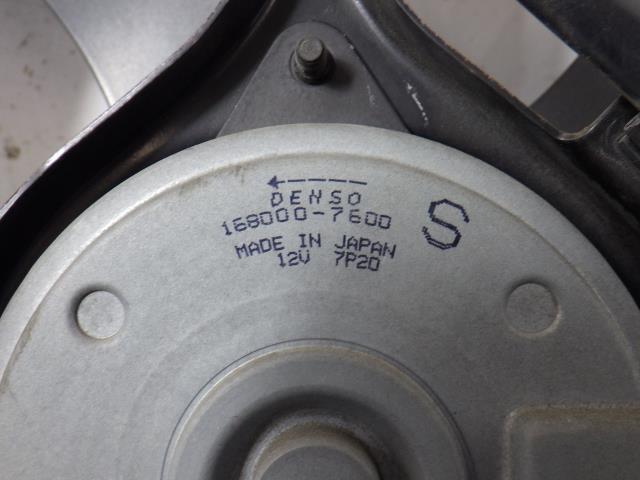 DENSO
168000-7600
S
MADE IN JAPAN
12V 7P20